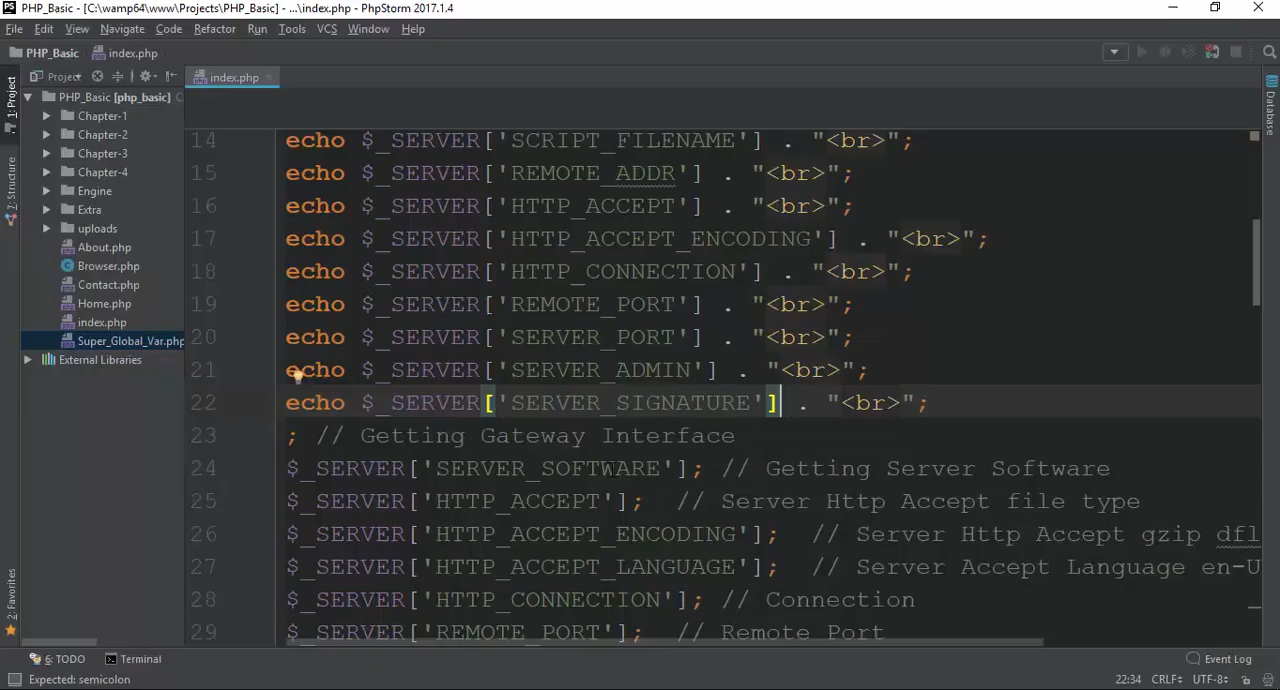 PHP_Basic - [C:\wamp64\www\Projects\PHP_Basic] - ...\index.php - PhpStorm 2017.1.4
File Edit View Navigate Code Refactor Run Tools VCS Window Help
PHP_Basic index.php
Project index.php
1: Project
Structure
2: Favorites
Database
PHP_Basic [php_basic] C
Chapter-1
Chapter-2
Chapter-3
Chapter-4
Engine
Extra
uploads
About.php
Browser.php
Contact.php
Home.php
index.php
Super_Global_Var.php
External Libraries
14 echo $_SERVER['SCRIPT_FILENAME'] . "<br>";
15 echo $_SERVER['REMOTE_ADDR'] . "<br>";
16 echo $_SERVER['HTTP_ACCEPT'] . "<br>";
17 echo $_SERVER['HTTP_ACCEPT_ENCODING'] . "<br>";
18 echo $_SERVER['HTTP_CONNECTION'] . "<br>";
19 echo $_SERVER['REMOTE_PORT'] . "<br>";
20 echo $_SERVER['SERVER_PORT'] . "<br>";
21 echo $_SERVER['SERVER_ADMIN'] . "<br>";
22 echo $_SERVER['SERVER_SIGNATURE'] . "<br>";
23 ; // Getting Gateway Interface
24 $_SERVER['SERVER_SOFTWARE']; // Getting Server Software
25 $_SERVER['HTTP_ACCEPT']; // Server Http Accept file type
26 $_SERVER['HTTP_ACCEPT_ENCODING']; // Server Http Accept gzip dfl
27 $_SERVER['HTTP_ACCEPT_LANGUAGE']; // Server Accept Language en-U
28 $_SERVER['HTTP_CONNECTION']; // Connection
29 $_SERVER['REMOTE_PORT']; // Remote Port
6: TODO Terminal Event Log
Expected: semicolon 22:34 CRLF UTF-8